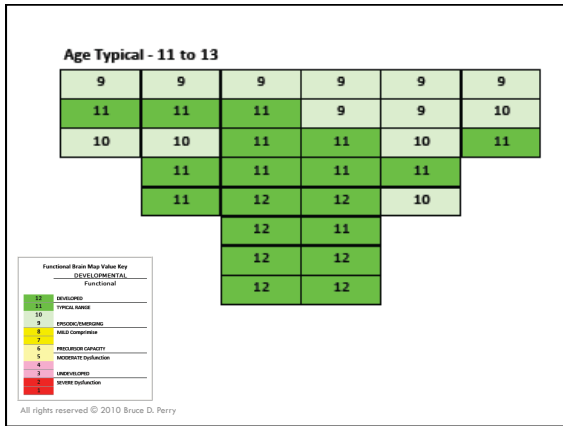 Age Typical - 11 to 13
9 9 9 9 9 9
11 11 11 9 9 10
10 10 11 11 10 11
11 11 11 11
11 12 12 10
12 11
12 12
12 12
Functional Brain Map Value Key
DEVELOPMENTAL
Functional
12 DEVELOPED
11 TYPICAL RANGE
10
9 EPISODIC/EMERGING
8 MILD Compromise
7
6 PRECURSOR CAPACITY
5 MODERATE Dysfunction
4
3 UNDEVELOPED
2 SEVERE Dysfunction
1
All rights reserved © 2010 Bruce D. Perry